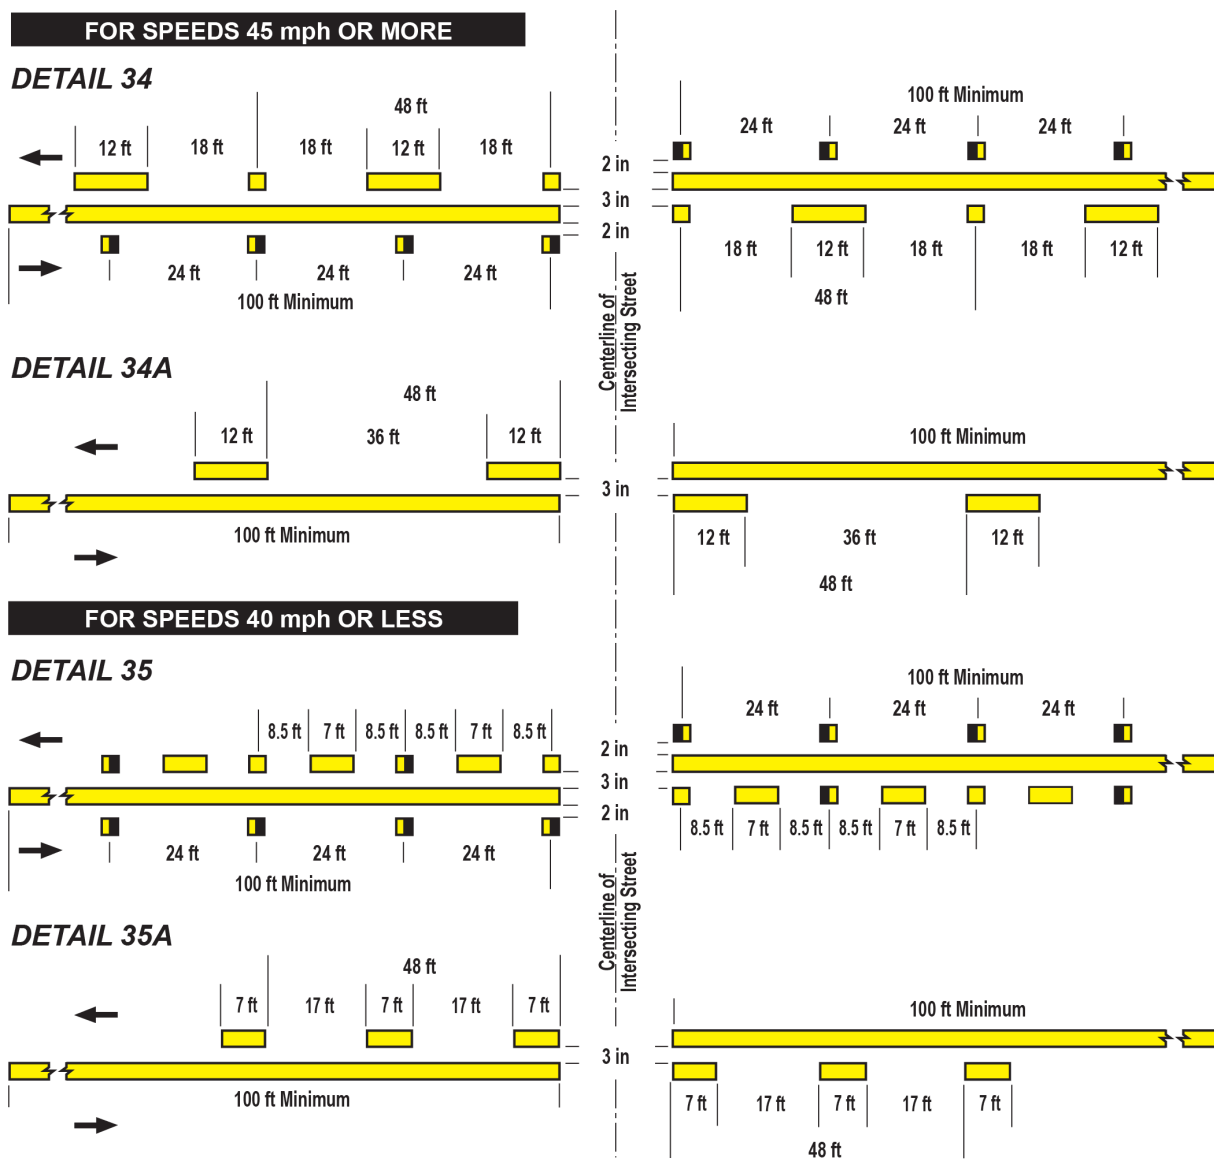 FOR SPEEDS 45 mph OR MORE
DETAIL 34
48 ft
12 ft 18 ft 18 ft 12 ft 18 ft
100 ft Minimum
24 ft 24 ft 24 ft
2 in
3 in
2 in
24 ft 24 ft 24 ft
100 ft Minimum
18 ft 12 ft 18 ft 18 ft 12 ft
48 ft
Centerline of
Intersecting Street
DETAIL 34A
48 ft
12 ft 36 ft 12 ft
100 ft Minimum
3 in
100 ft Minimum
12 ft 36 ft 12 ft
48 ft
FOR SPEEDS 40 mph OR LESS
DETAIL 35
8.5 ft 7 ft 8.5 ft 8.5 ft 7 ft 8.5 ft
100 ft Minimum
24 ft 24 ft 24 ft
2 in
3 in
2 in
24 ft 24 ft 24 ft
100 ft Minimum
8.5 ft 7 ft 8.5 ft 8.5 ft 7 ft 8.5 ft
Centerline of
Intersecting Street
DETAIL 35A
48 ft
7 ft 17 ft 7 ft 17 ft 7 ft
100 ft Minimum
3 in
100 ft Minimum
7 ft 17 ft 7 ft 17 ft 7 ft
48 ft